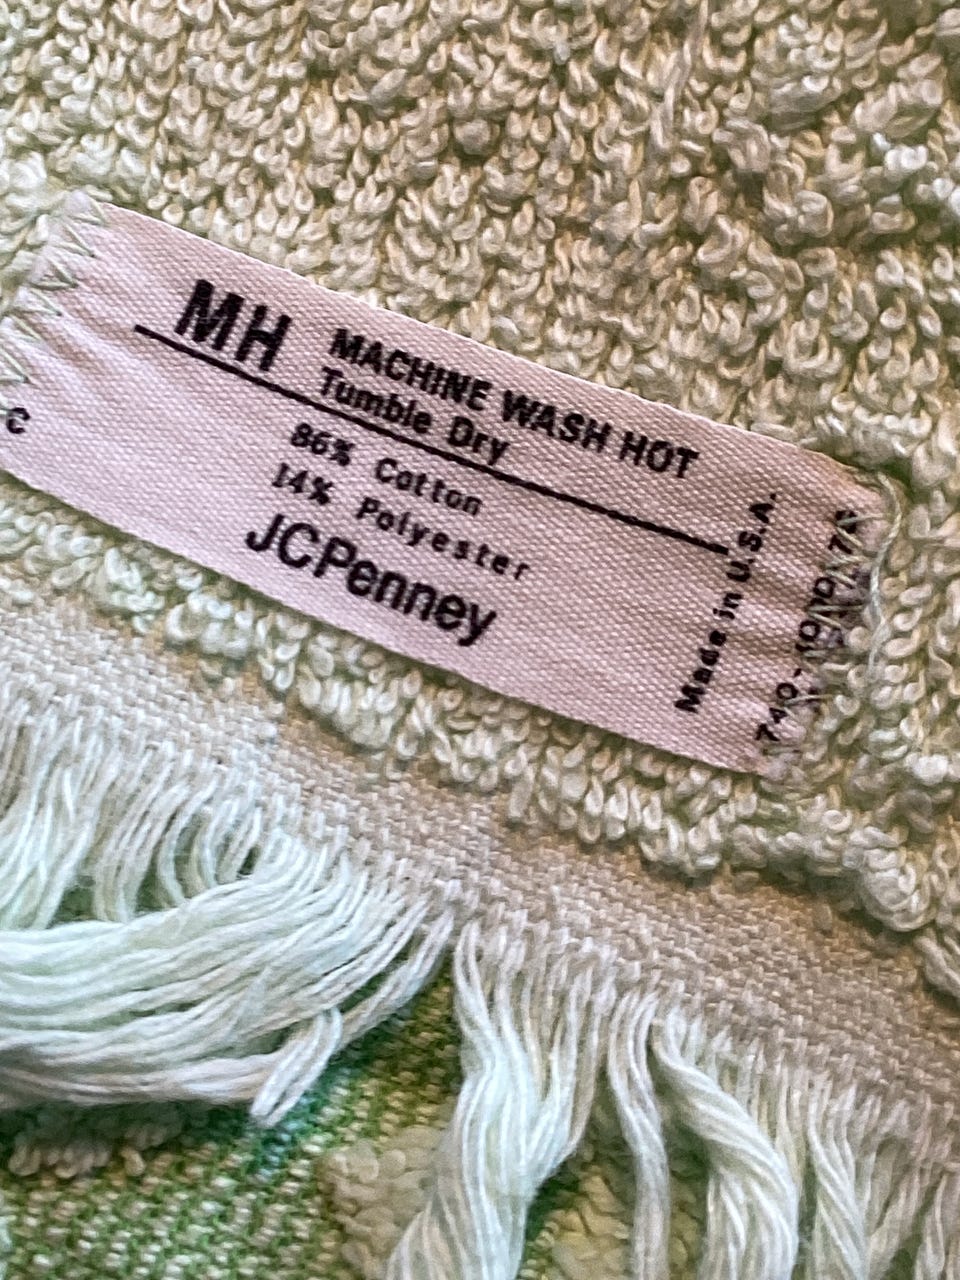 MH
MACHINE WASH HOT
Tumble Dry
86% Cotton
14% Polyester
JCPenney
Made in U.S.A.
C